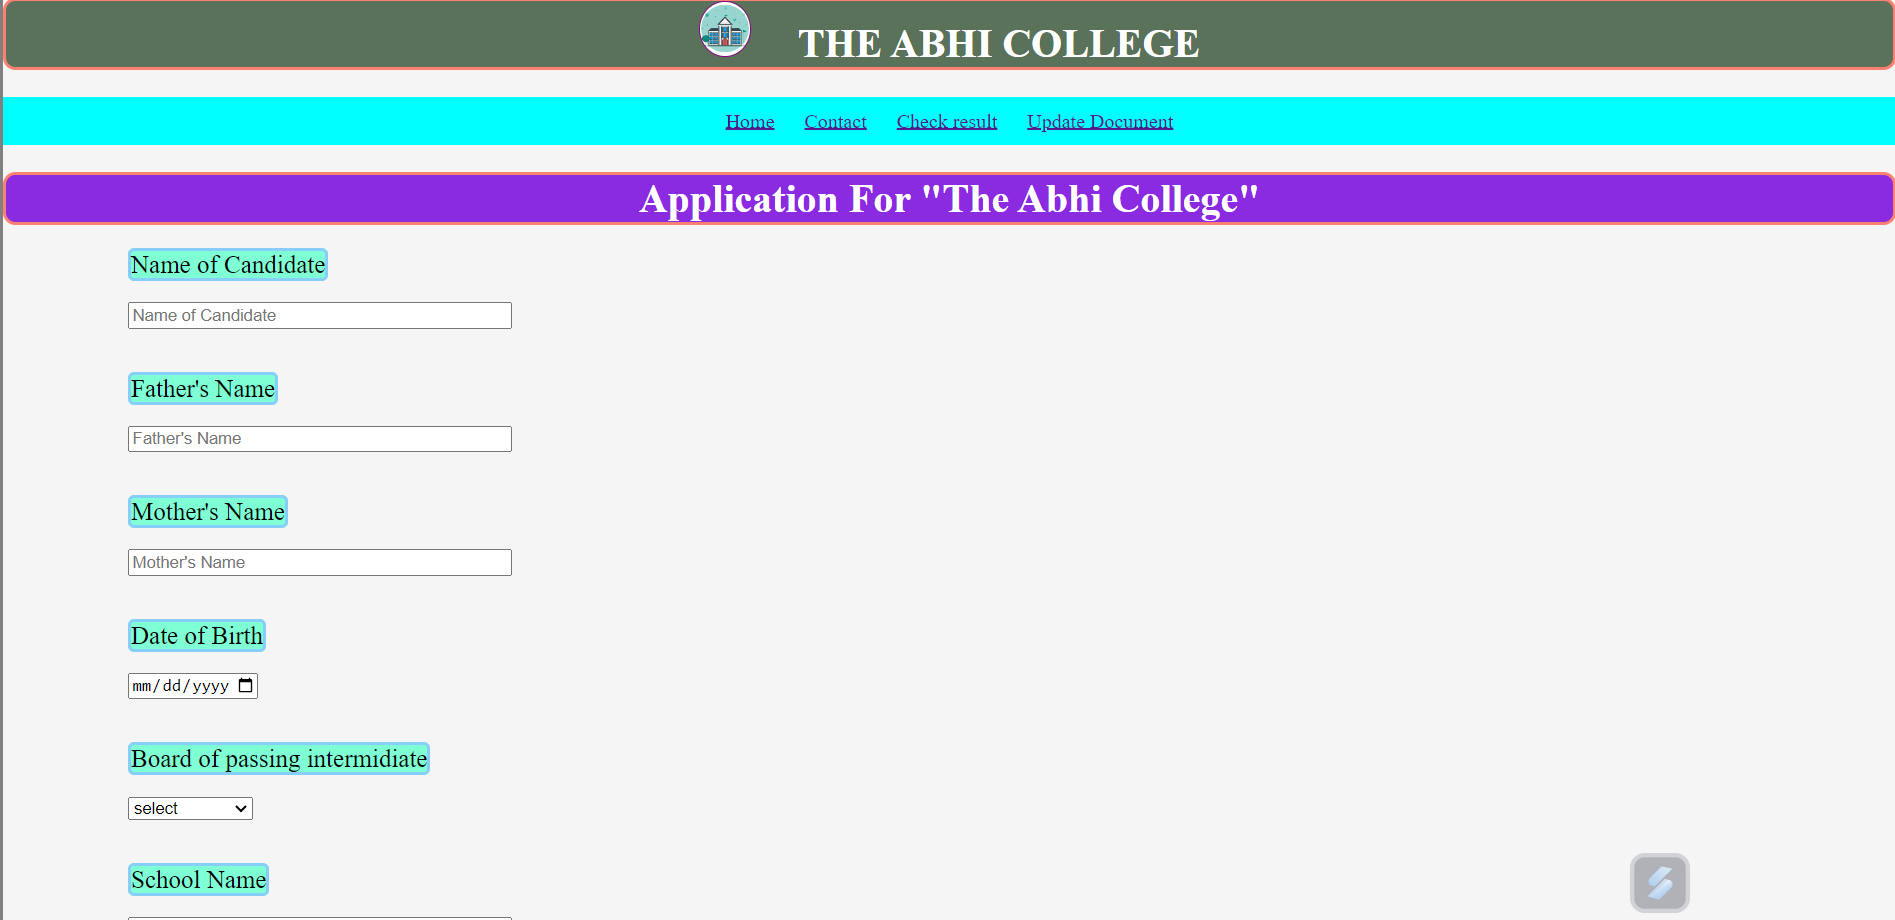 THE ABHI COLLEGE
Home Contact Check result Update Document
Application For "The Abhi College"
Name of Candidate
Name of Candidate
Father's Name
Father's Name
Mother's Name
Mother's Name
Date of Birth
mm/dd/yyyy
Board of passing intermidiate
select
School Name